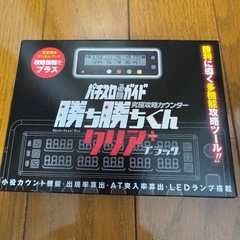 攻略情報を
プラス
パチスロ必勝ガイド
究極攻略カウンター
勝ち勝ちくん
クリア+
ブラック
勝利に導く多機能攻略ツール!!
小役カウント機能・出現率算出・AT突入率算出・LEDランプ搭載